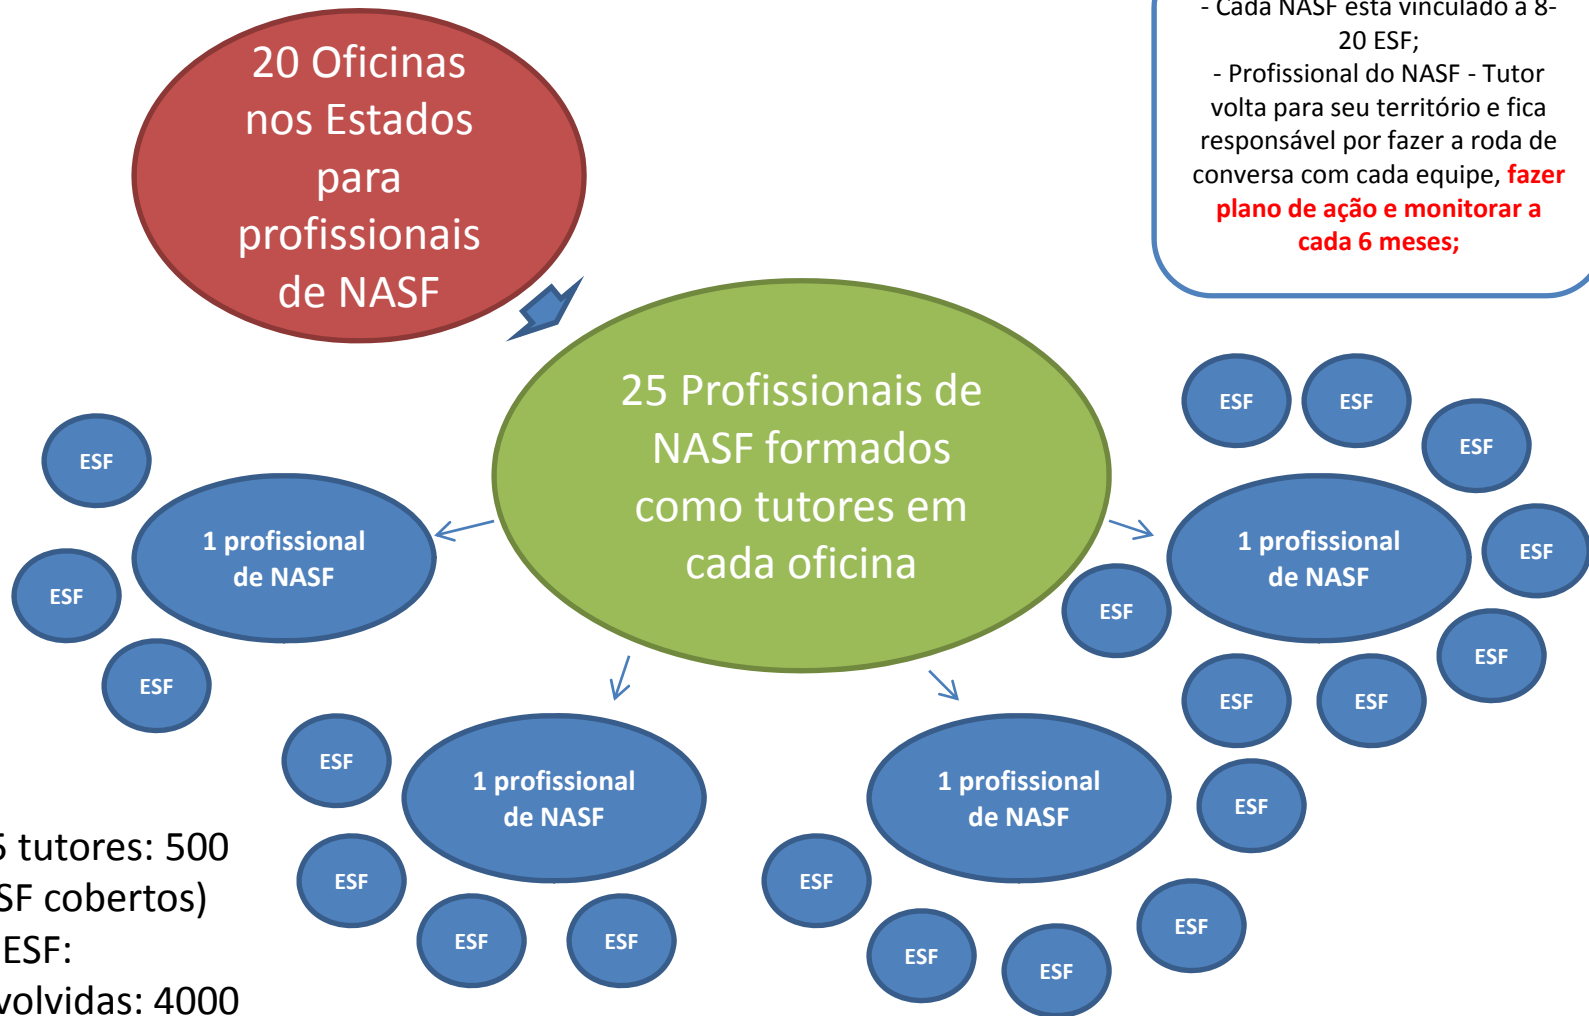 20 Oficinas
nos Estados
para
profissionais
de NASF
- Cada NASF está vinculado a 8-
20 ESF;
- Profissional do NASF - Tutor
volta para seu território e fica
responsável por fazer a roda de
conversa com cada equipe, fazer
plano de ação e monitorar a
cada 6 meses;
25 Profissionais de
NASF formados
como tutores em
cada oficina
ESF
ESF
ESF
ESF
1 profissional
de NASF
ESF
ESF
1 profissional
de NASF
ESF
ESF
ESF
ESF
ESF
ESF
ESF
1 profissional
de NASF
ESF
ESF
ESF
ESF
1 profissional
de NASF
ESF
ESF
ESF
ESF
ESF
5 tutores: 500
SF cobertos)
ESF:
volvidas: 4000